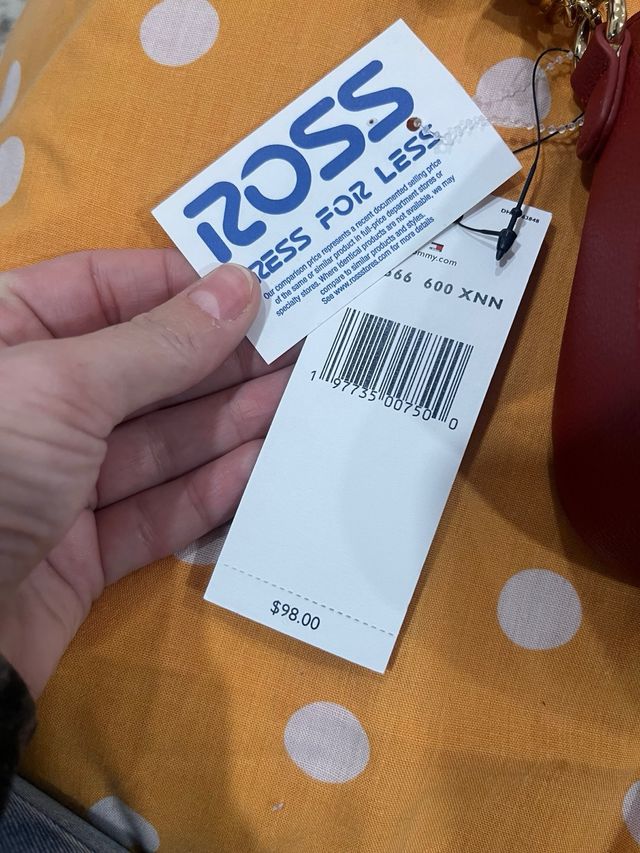 ROSS
RESS FOR LESS
Our comparison price represents a recent documented selling price
of the same or similar product in full-price department stores or
specialty stores. Where identical products are not available, we may
compare to similar products and styles.
See www.rossstores.com for more details
mmy.com
66 600 XNN
1 97735 00750 0
$98.00